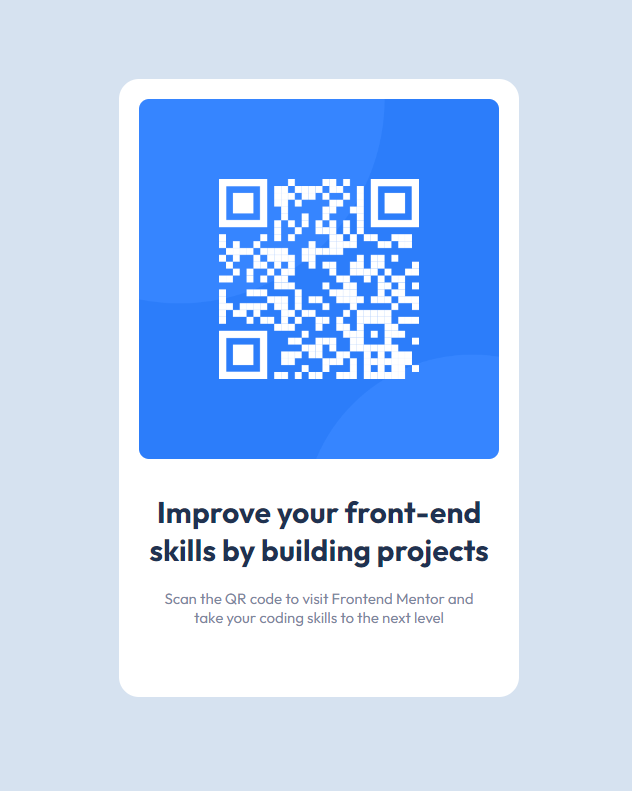 Improve your front-end
skills by building projects
Scan the QR code to visit Frontend Mentor and
take your coding skills to the next level